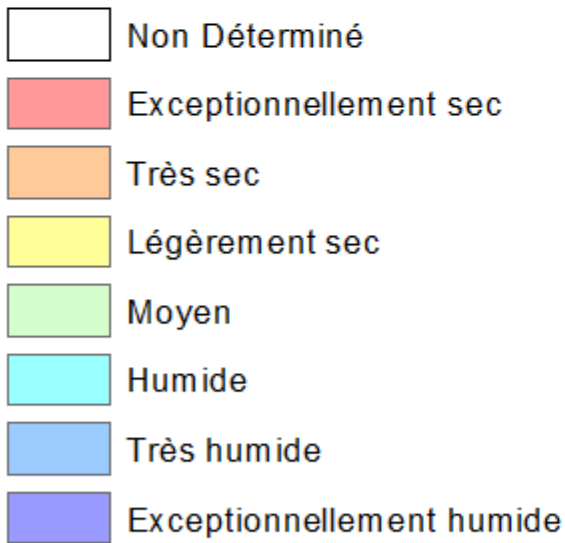 Non Déterminé
Exceptionnellement sec
Très sec
Légèrement sec
Moyen
Humide
Très humide
Exceptionnellement humide